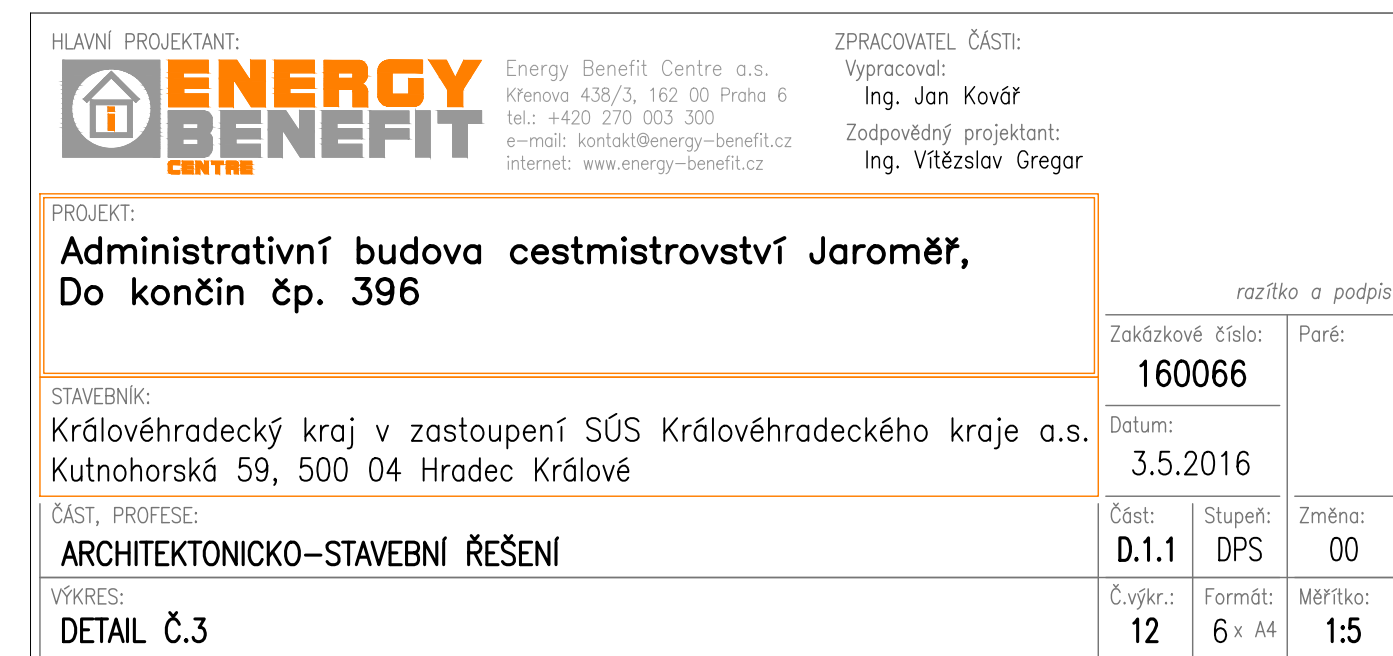 HLAVNÍ PROJEKTANT:
ENERGY
BENEFIT
CENTRE
i
Energy Benefit Centre a.s.
Křenova 438/3, 162 00 Praha 6
tel.: +420 270 003 300
e-mail: kontakt@energy-benefit.cz
internet: www.energy-benefit.cz
ZPRACOVATEL ČÁSTI:
Vypracoval:
Ing. Jan Kovář
Zodpovědný projektant:
Ing. Vítězslav Gregar
PROJEKT:
Administrativní budova cestmistrovství Jaroměř,
Do končin čp. 396
razítko a podpis
Zakázkové číslo:
160066
Paré:
STAVEBNÍK:
Královéhradecký kraj v zastoupení SÚS Královéhradeckého kraje a.s.
Kutnohorská 59, 500 04 Hradec Králové
Datum:
3.5.2016
ČÁST, PROFESE:
ARCHITEKTONICKO-STAVEBNÍ ŘEŠENÍ
Část:
D.1.1
Stupeň:
DPS
Změna:
00
VÝKRES:
DETAIL Č.3
Č.výkr.:
12
Formát:
6 x A4
Měřítko:
1:5